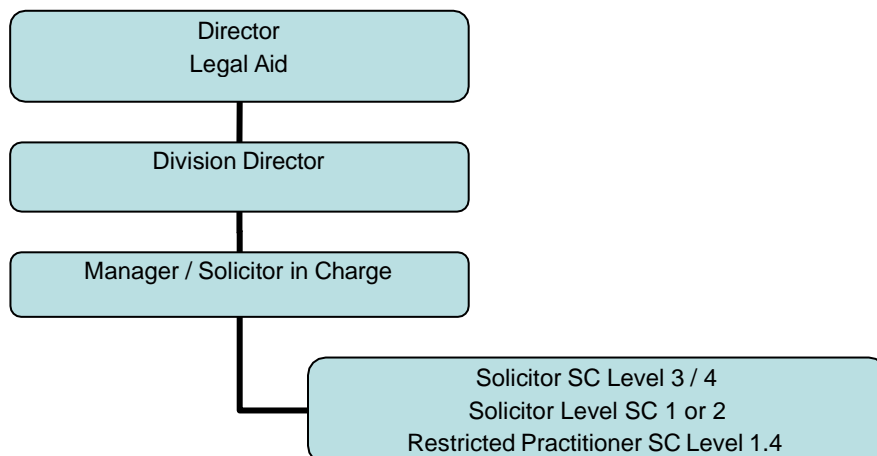 Director
Legal Aid
Division Director
Manager / Solicitor in Charge
Solicitor SC Level 3 / 4
Solicitor Level SC 1 or 2
Restricted Practitioner SC Level 1.4